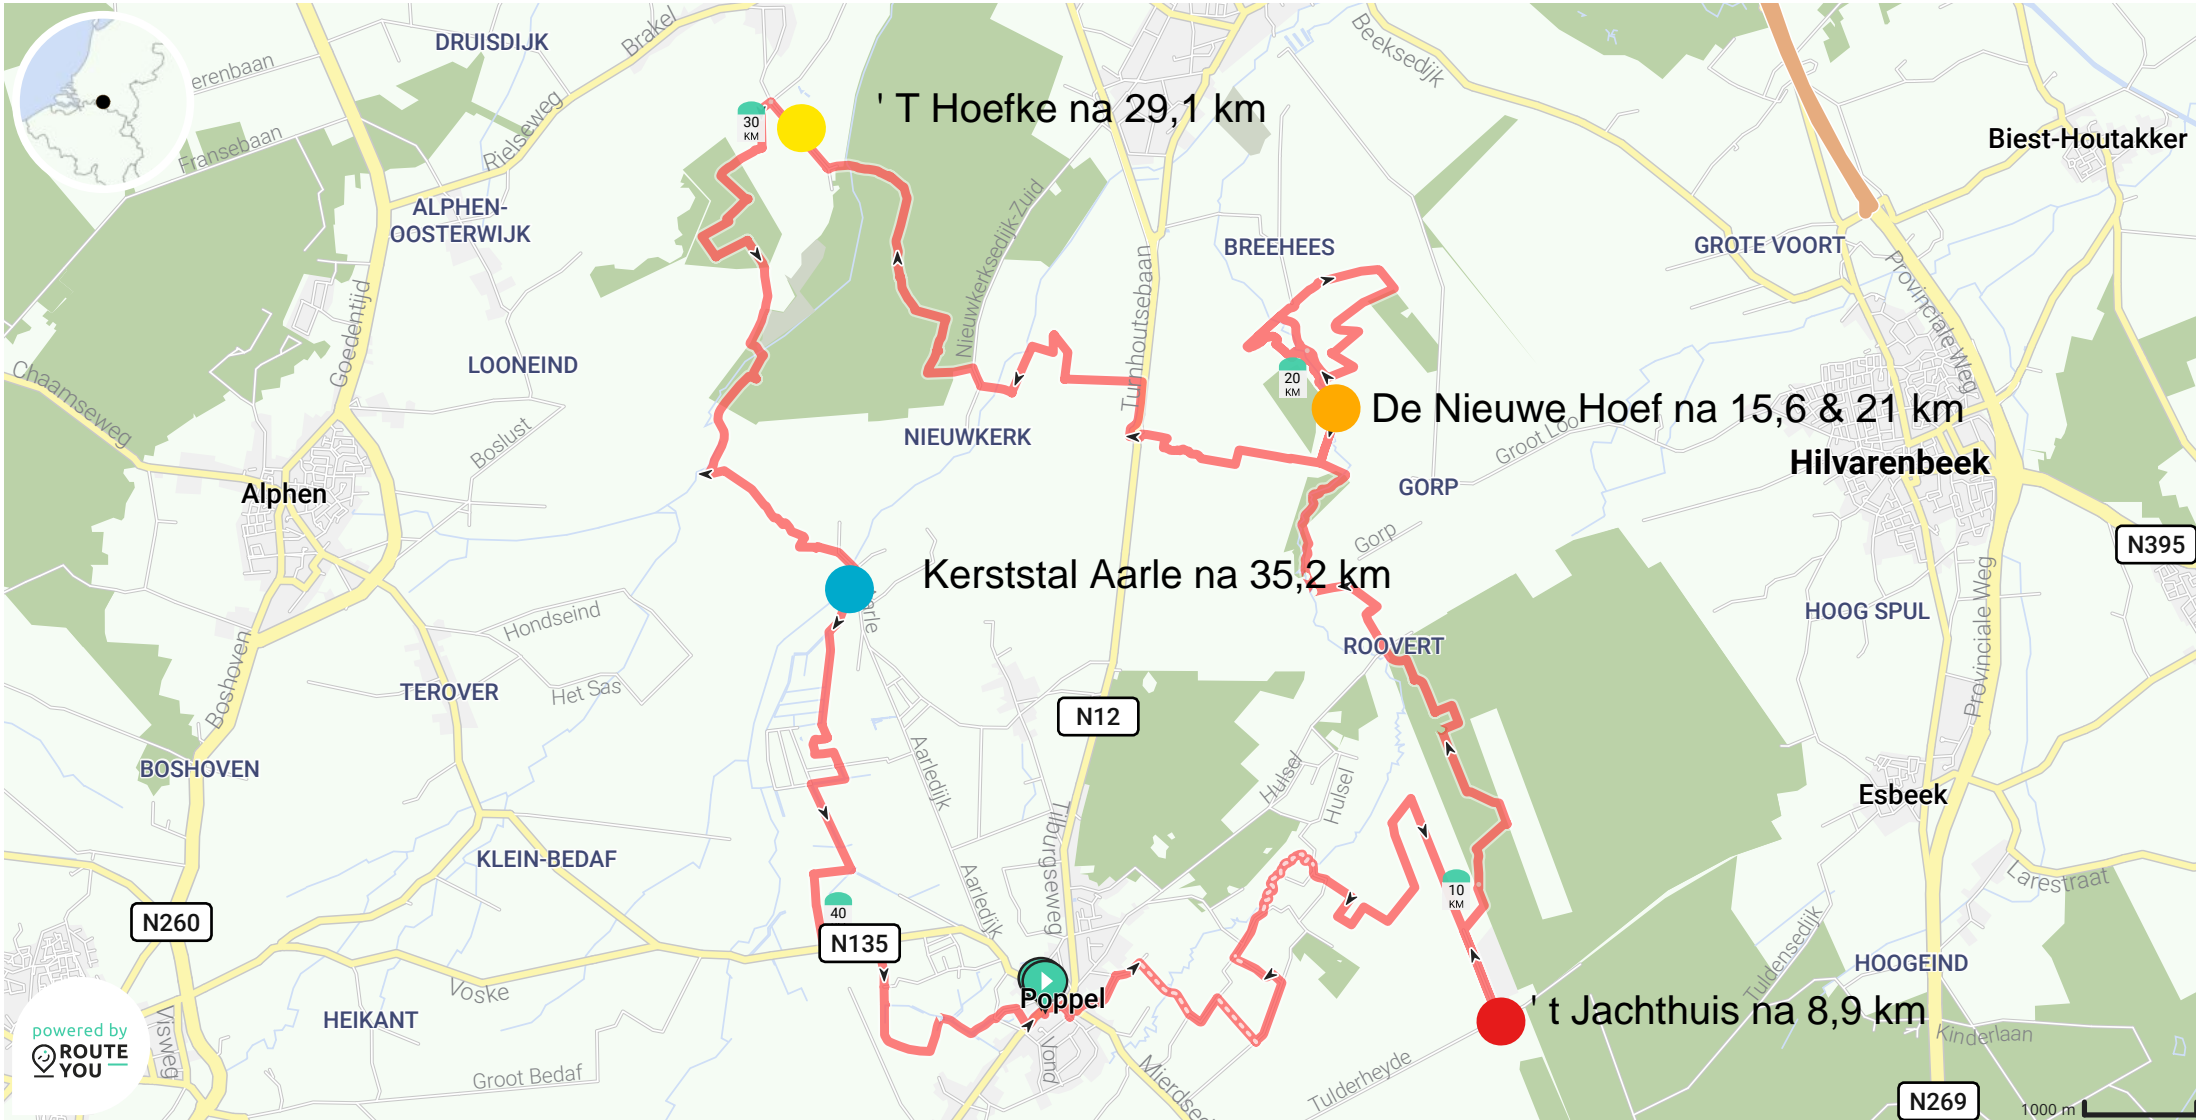 DRUISDIJK
Brakel
Beeksedijk
erenbaan
' T Hoefke na 29,1 km
30
KM
Fransebaan
Rielseweg
Biest-Houtakker
ALPHEN-
OOSTERWIJK
Nieuwkerksedijk-Zuid
BREEHEES
GROTE VOORT
Turnhoutsebaan
Provinciale Weg
Goedentijd
LOONEIND
Chaamseweg
20
KM
De Nieuwe Hoef na 15,6 & 21 km
Boslust
NIEUWKERK
Groot Loo
Hilvarenbeek
Alphen
GORP
Gorp
N395
Kerststal Aarle na 35,2 km
arle
Hondseind
HOOG SPUL
ROOVERT
Provinciale Weg
Boshoven
TEROVER
Het Sas
N12
BOSHOVEN
Aarledijk
Hulsel
Hulsel
Esbeek
Tilburgseweg
KLEIN-BEDAF
Aarledijk
10
KM
Larestraat
40
N260
N135
Tuldensedijk
HOOGEIND
Voske
Poppel
' t Jachthuis na 8,9 km
HEIKANT
Kinderlaan
powered by
ROUTE
YOU
Visweg
Vond
Groot Bedaf
Mierdsed
Tulderheyde
N269
1000 m